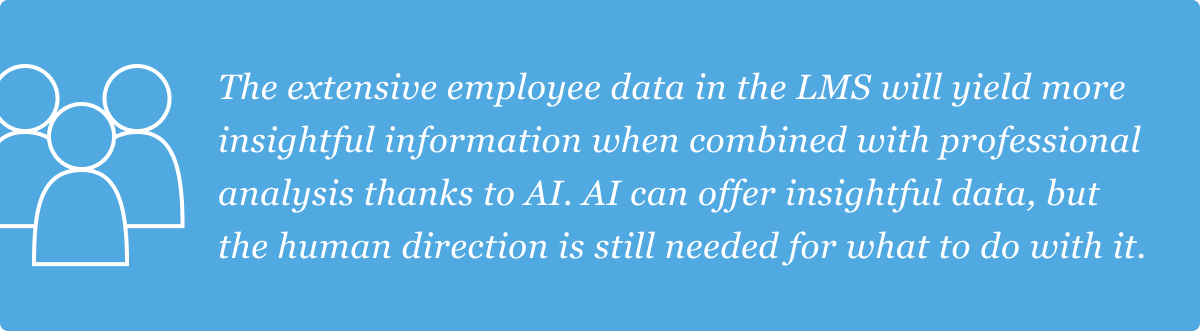 The extensive employee data in the LMS will yield more
insightful information when combined with professional
analysis thanks to AI. AI can offer insightful data, but
the human direction is still needed for what to do with it.